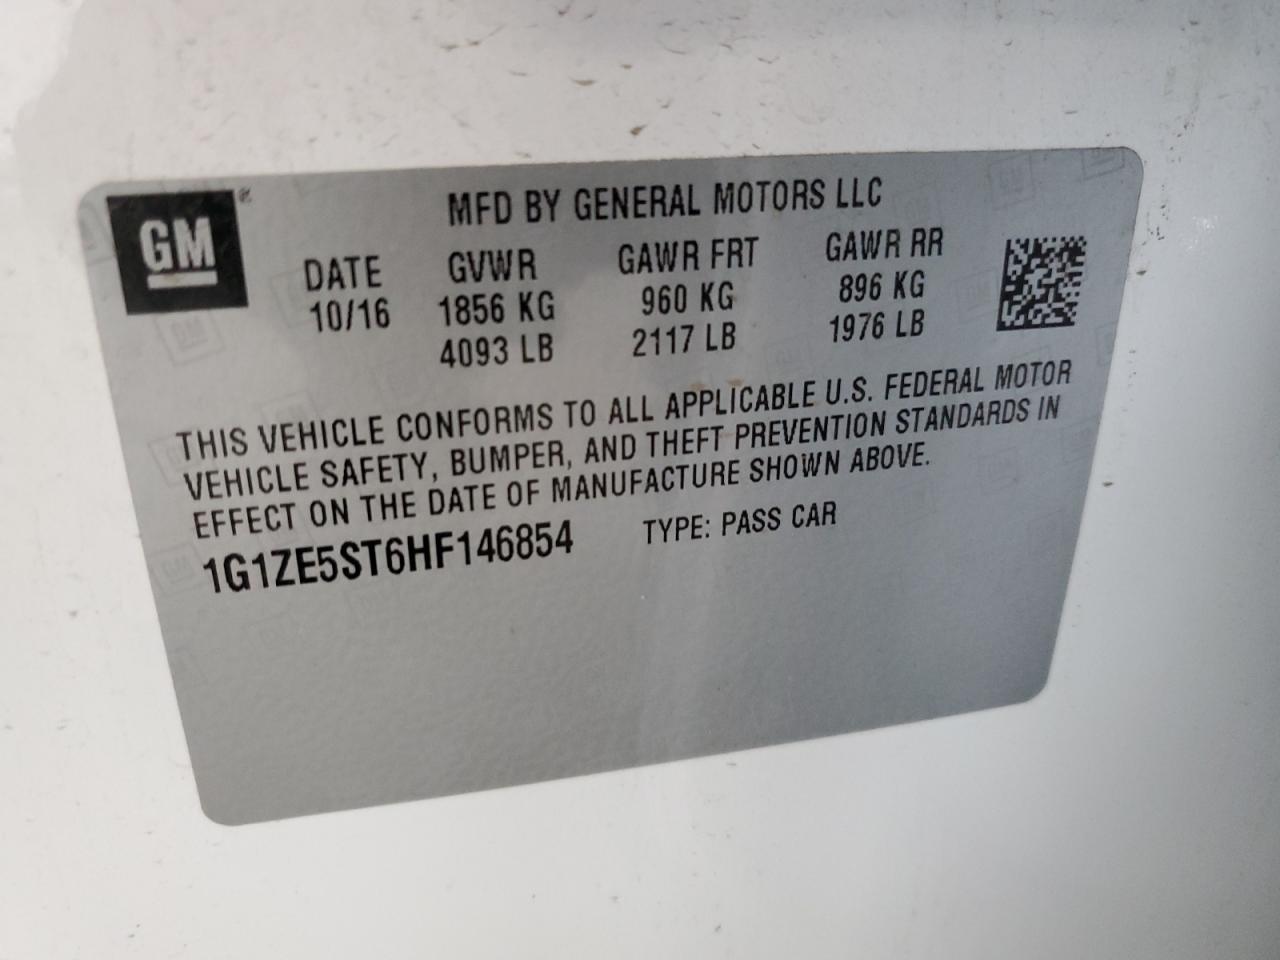 GM®
MFD BY GENERAL MOTORS LLC
DATE GVWR GAWR FRT GAWR RR
10/16 1856 KG 960 KG 896 KG
4093 LB 2117 LB 1976 LB
THIS VEHICLE CONFORMS TO ALL APPLICABLE U.S. FEDERAL MOTOR
VEHICLE SAFETY, BUMPER, AND THEFT PREVENTION STANDARDS IN
EFFECT ON THE DATE OF MANUFACTURE SHOWN ABOVE.
1G1ZE5ST6HF146854 TYPE: PASS CAR